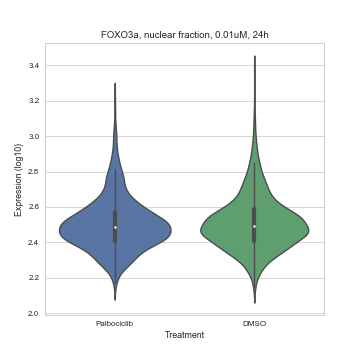 FOXO3a, nuclear fraction, 0.01uM, 24h
Expression (log10)
3.4
3.2
3.0
2.8
2.6
2.4
2.2
2.0
Palbociclib
DMSO
Treatment